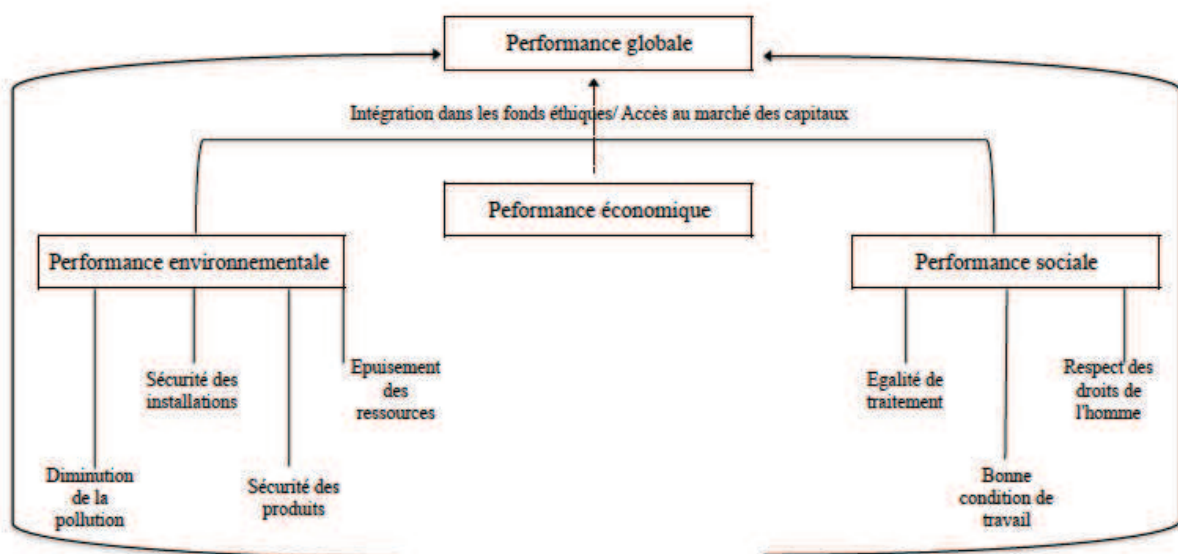 Performance globale
Intégration dans les fonds éthiques/ Accès au marché des capitaux
Peformance économique
Performance environnementale
Performance sociale
Sécurité des
installations
Epuisement
des
ressources
Egalité de
traitement
Respect des
droits de
l'homme
Diminution
de la
pollution
Sécurité des
produits
Bonne
condition de
travail